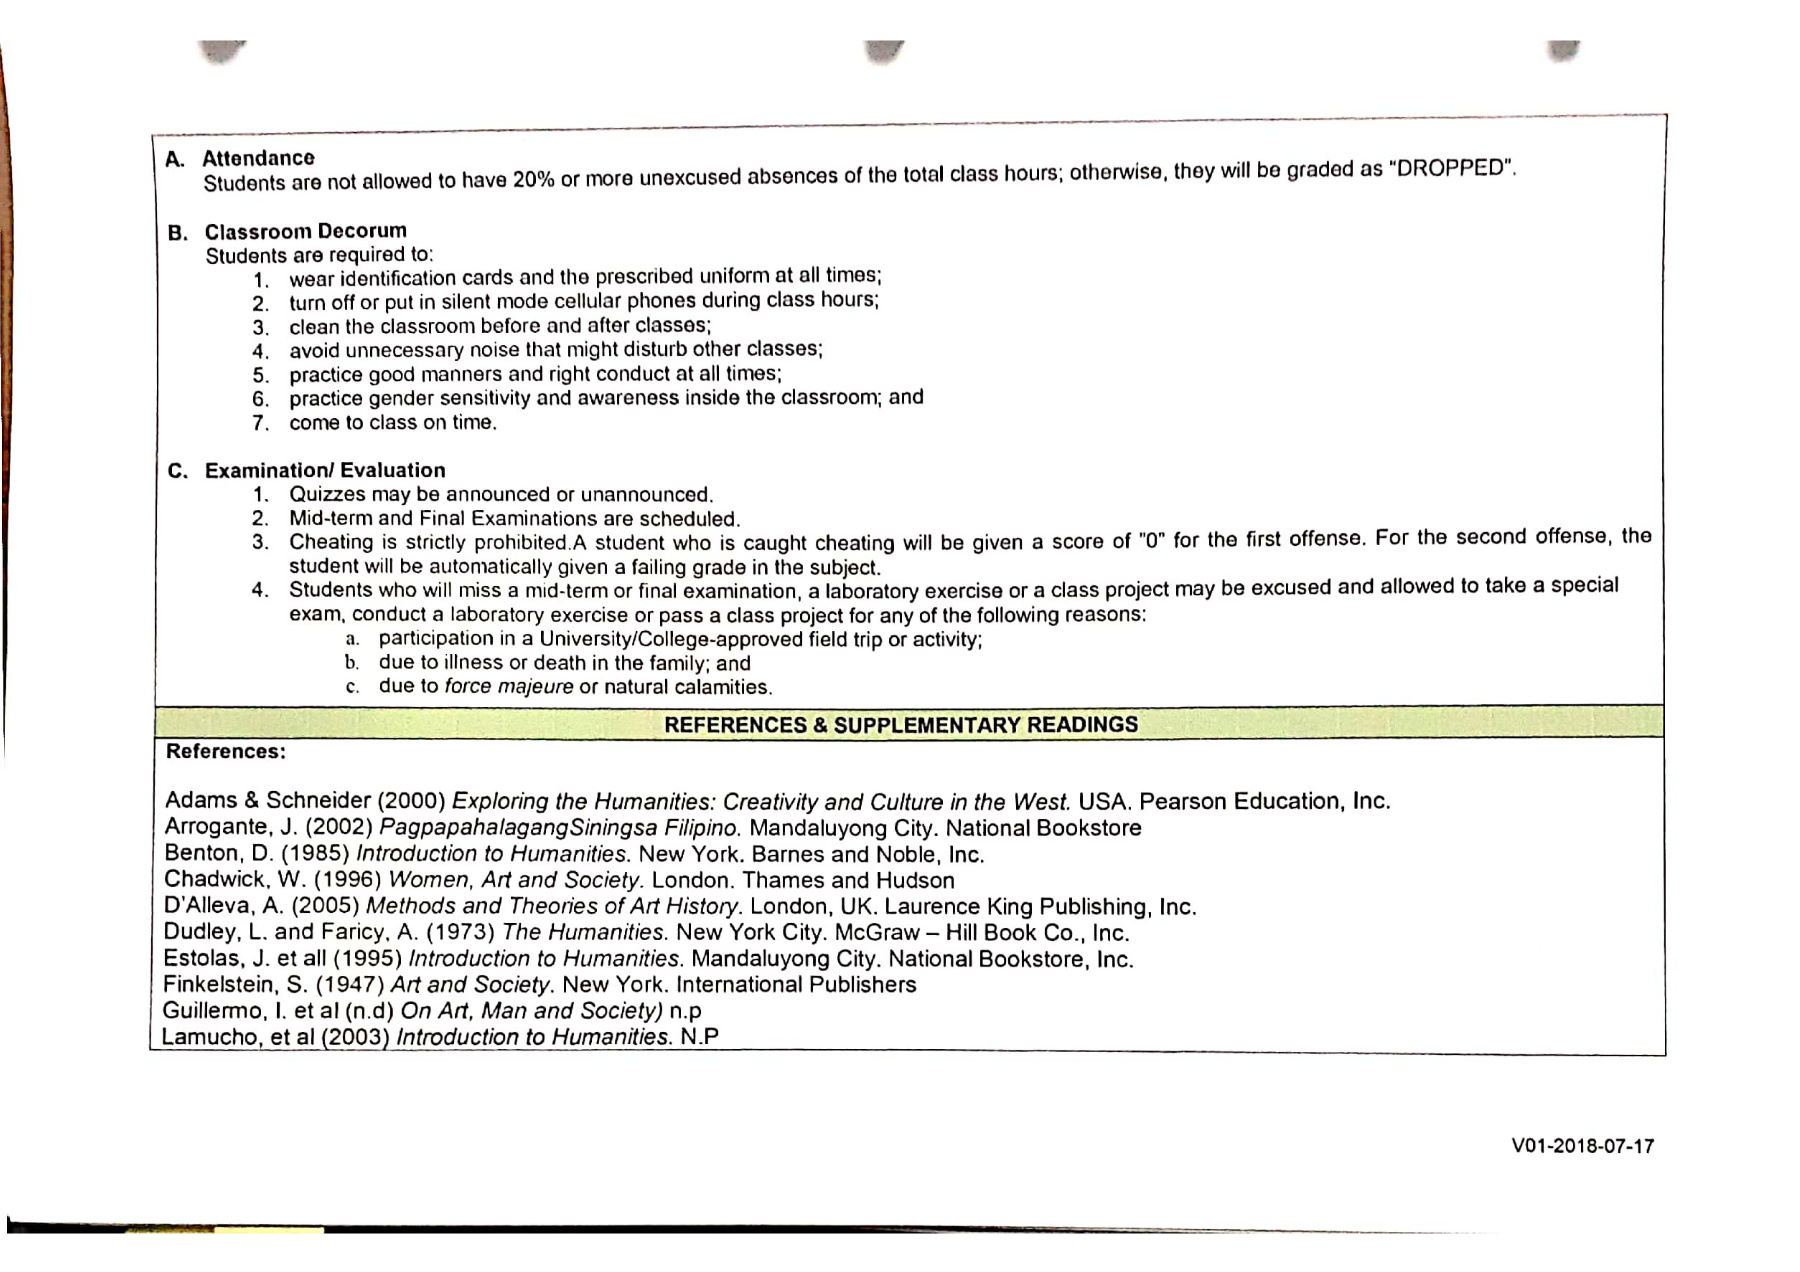 A. Attendance
Students are not allowed to have 20% or more unexcused absences of the total class hours; otherwise, they will be graded as "DROPPED".
B. Classroom Decorum
Students are required to:
1. wear identification cards and the prescribed uniform at all times;
2. turn off or put in silent mode cellular phones during class hours;
3. clean the classroom before and after classes;
4. avoid unnecessary noise that might disturb other classes;
5. practice good manners and right conduct at all times;
6. practice gender sensitivity and awareness inside the classroom; and
7. come to class on time.
C. Examination/ Evaluation
1. Quizzes may be announced or unannounced.
2. Mid-term and Final Examinations are scheduled.
3. Cheating is strictly prohibited.A student who is caught cheating will be given a score of "0" for the first offense. For the second offense, the
student will be automatically given a failing grade in the subject.
4. Students who will miss a mid-term or final examination, a laboratory exercise or a class project may be excused and allowed to take a special
exam, conduct a laboratory exercise or pass a class project for any of the following reasons:
a. participation in a University/College-approved field trip or activity;
b. due to illness or death in the family; and
c. due to force majeure or natural calamities.
REFERENCES & SUPPLEMENTARY READINGS
References:
Adams & Schneider (2000) Exploring the Humanities: Creativity and Culture in the West. USA. Pearson Education, Inc.
Arrogante, J. (2002) PagpapahalagangSiningsa Filipino. Mandaluyong City. National Bookstore
Benton, D. (1985) Introduction to Humanities. New York. Barnes and Noble, Inc.
Chadwick, W. (1996) Women, Art and Society. London. Thames and Hudson
D'Alleva, A. (2005) Methods and Theories of Art History. London, UK. Laurence King Publishing, Inc.
Dudley, L. and Faricy, A. (1973) The Humanities. New York City. McGraw – Hill Book Co., Inc.
Estolas, J. et all (1995) Introduction to Humanities. Mandaluyong City. National Bookstore, Inc.
Finkelstein, S. (1947) Art and Society. New York. International Publishers
Guillermo, I. et al (n.d) On Art, Man and Society) n.p
Lamucho, et al (2003) Introduction to Humanities. N.P
V01-2018-07-17